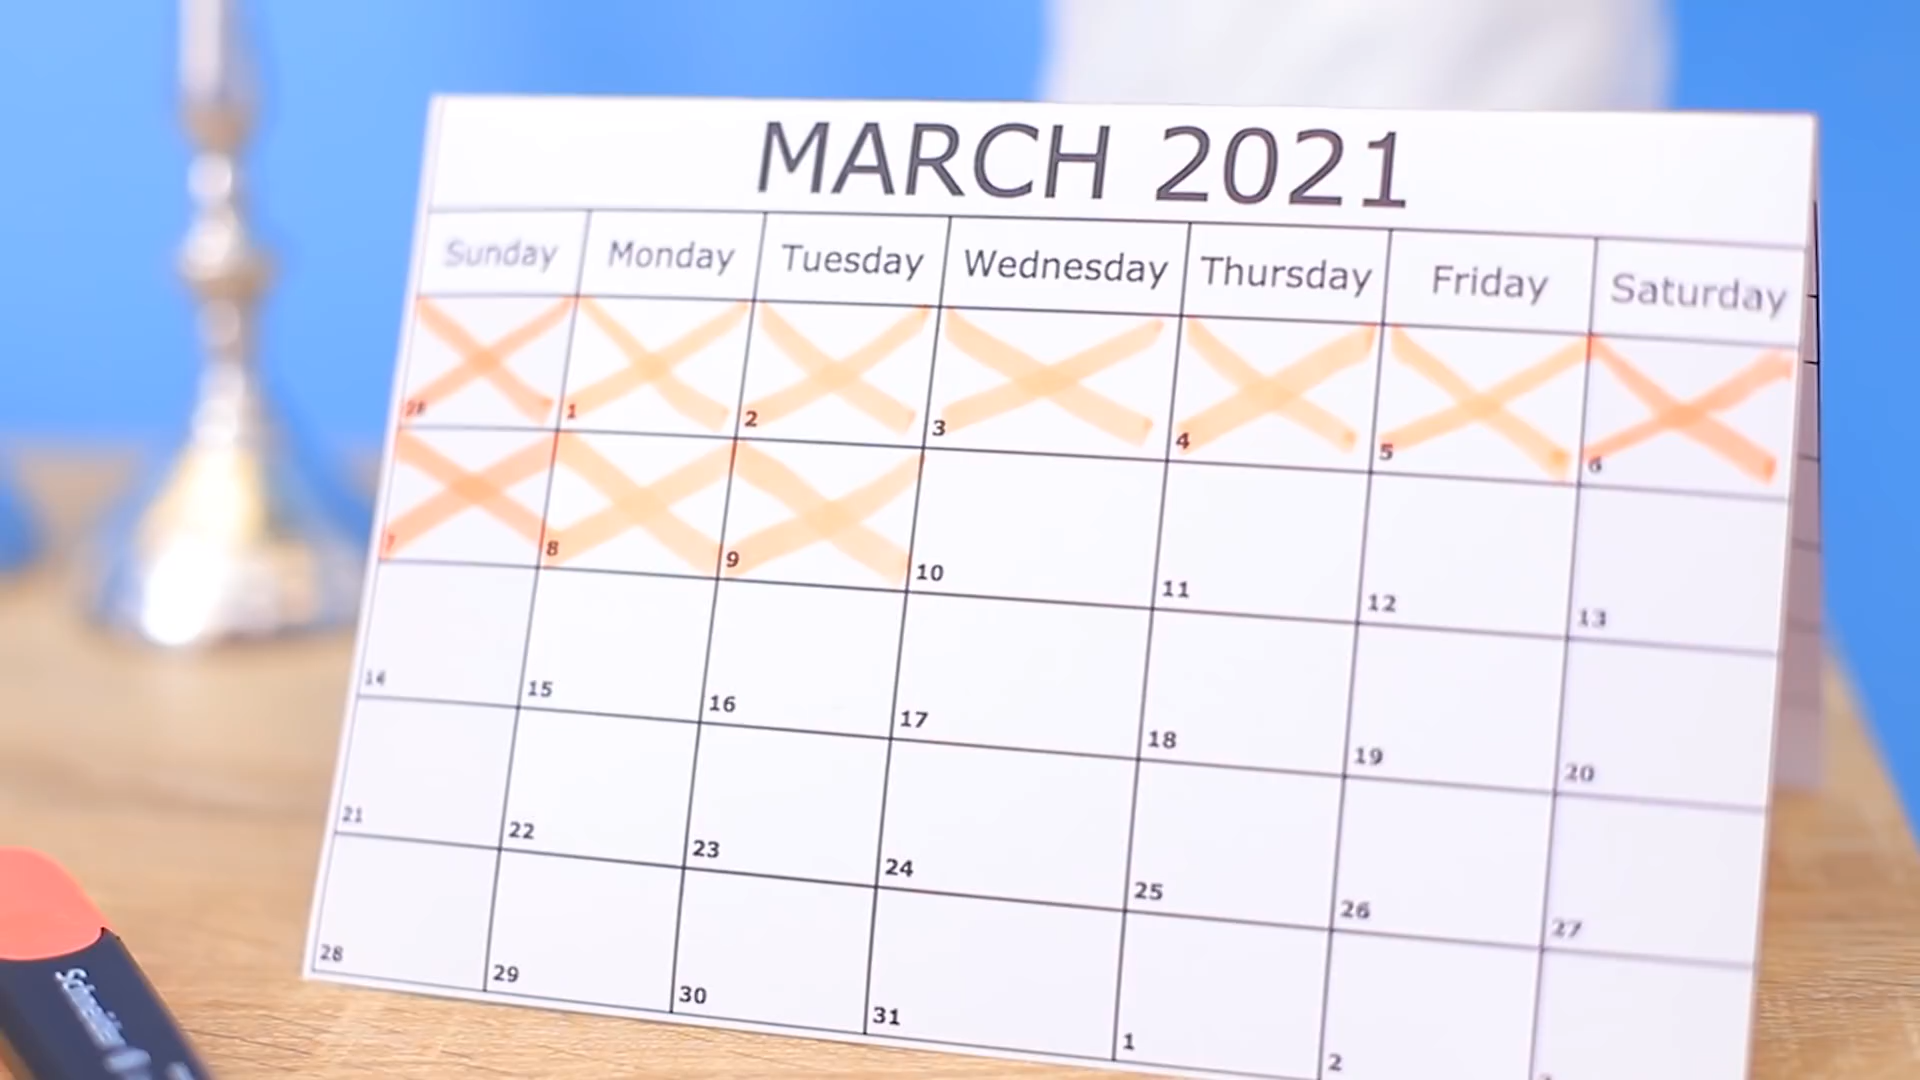 MARCH 2021
Sunday Monday Tuesday Wednesday Thursday Friday Saturday
28 1 2 3 4 5 6
7 8 9 10 11 12 13
14 15 16 17 18 19 20
21 22 23 24 25 26 27
28 29 30 31 1 2
Schneider